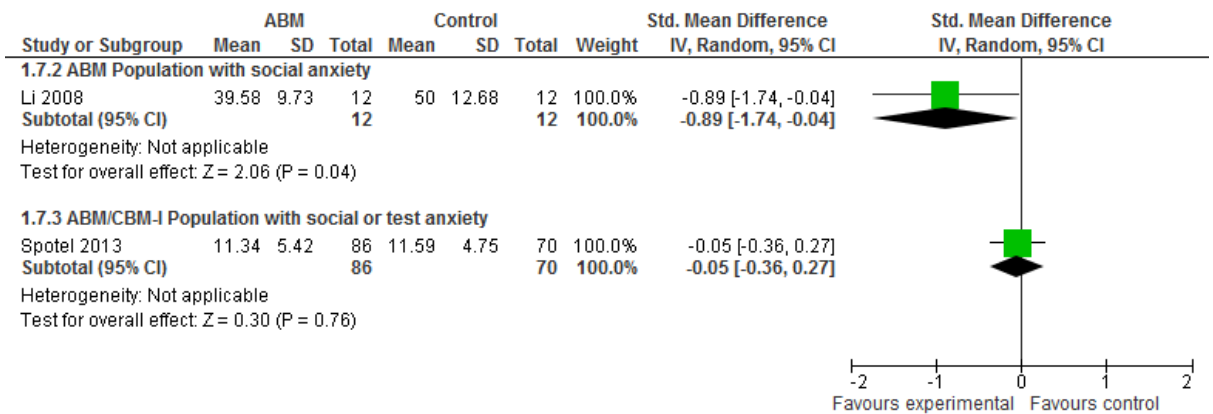 ABM Control Std. Mean Difference Std. Mean Difference
Study or Subgroup Mean SD Total Mean SD Total Weight IV, Random, 95% CI IV, Random, 95% CI
1.7.2 ABM Population with social anxiety
Li 2008 39.58 9.73 12 50 12.68 12 100.0% -0.89 [-1.74, -0.04]
Subtotal (95% CI) 12 12 100.0% -0.89 [-1.74, -0.04]
Heterogeneity: Not applicable
Test for overall effect: Z = 2.06 (P = 0.04)
1.7.3 ABM/CBM-I Population with social or test anxiety
Spotel 2013 11.34 5.42 86 11.59 4.75 70 100.0% -0.05 [-0.36, 0.27]
Subtotal (95% CI) 86 70 100.0% -0.05 [-0.36, 0.27]
Heterogeneity: Not applicable
Test for overall effect: Z = 0.30 (P = 0.76)
-2 -1 0 1 2
Favours experimental Favours control